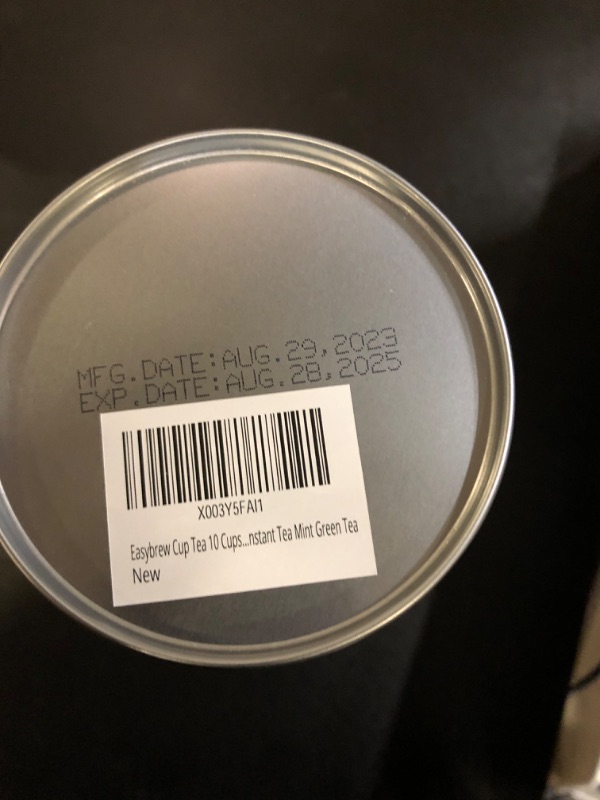 MFG.DATE:AUG.29,2023
EXP.DATE:AUG.28,2025
X003Y5FAI1
Easybrew Cup Tea 10 Cups...nstant Tea Mint Green Tea
New